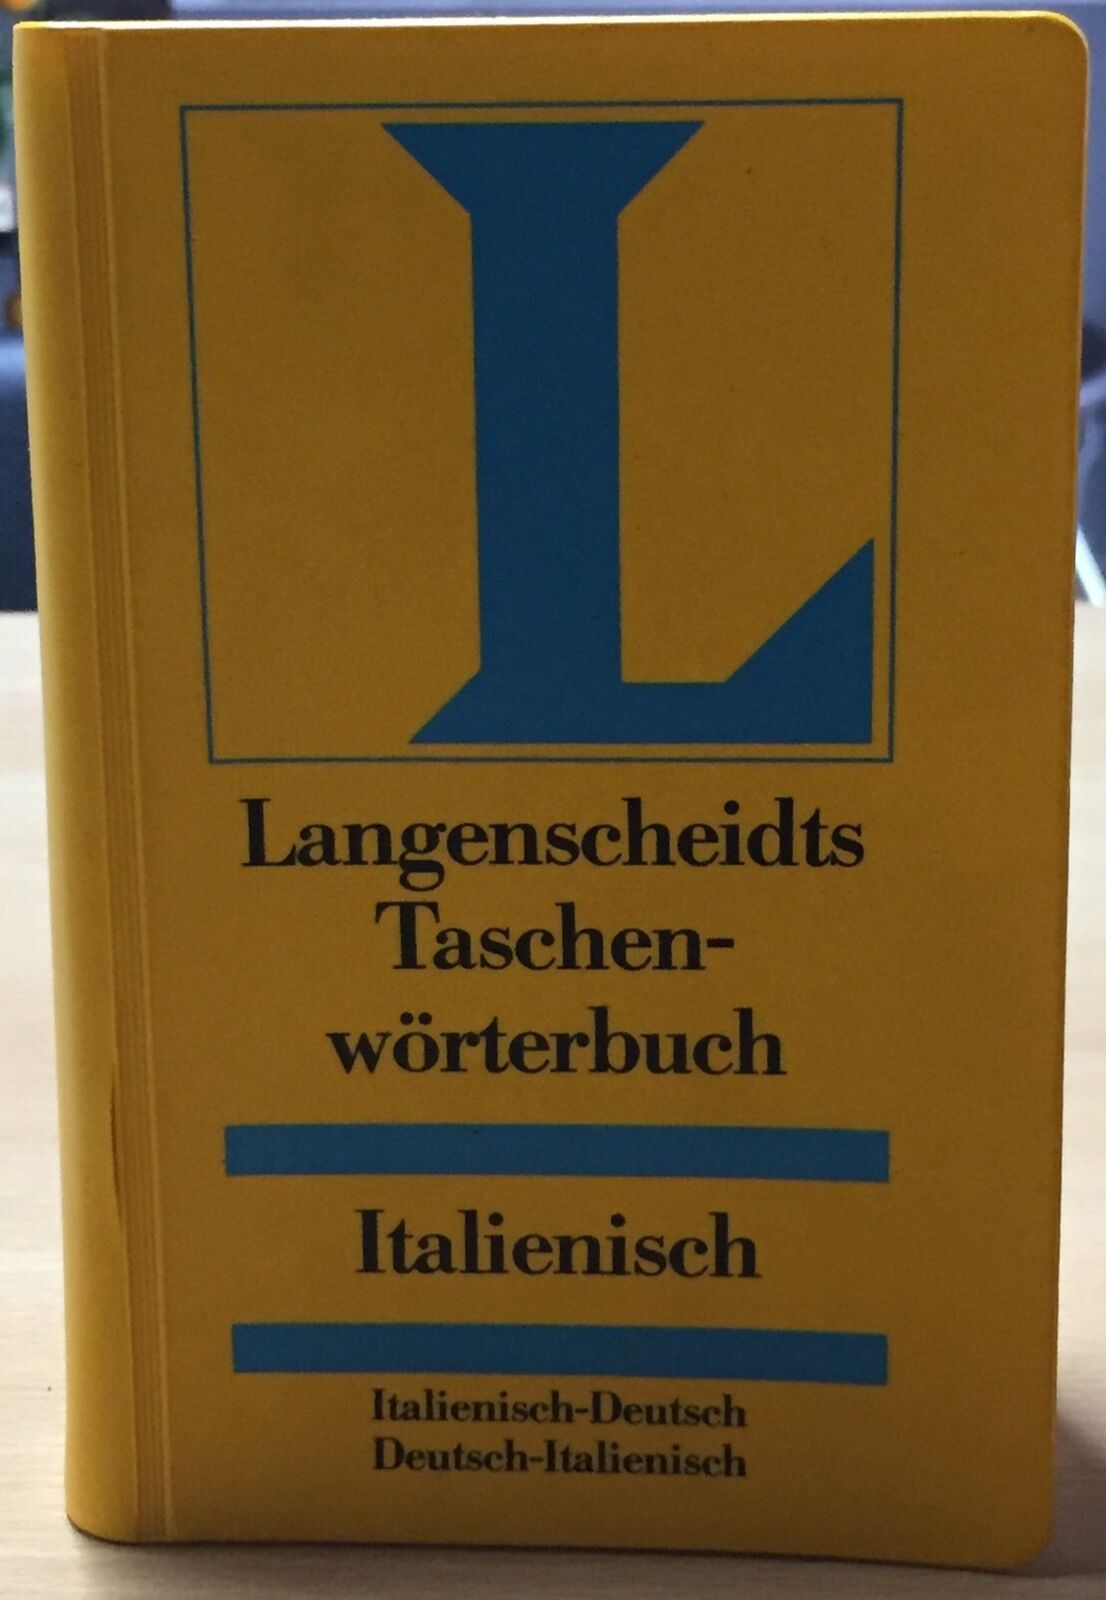 L
Langenscheidts
Taschen-
wörterbuch
Italienisch
Italienisch-Deutsch
Deutsch-Italienisch